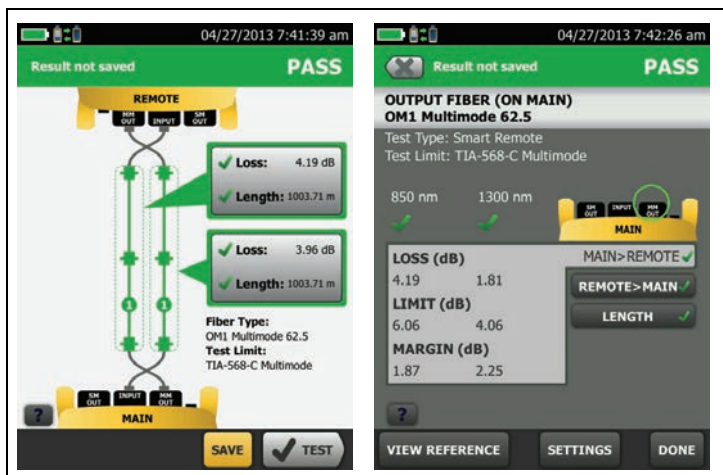 04/27/2013 7:41:39 am
Result not saved PASS
REMOTE
MM OUT INPUT SM OUT
Loss: 4.19 dB
Length: 1003.71 m
Loss: 3.96 dB
Length: 1003.71 m
1 1
Fiber Type:
OM1 Multimode 62.5
Test Limit:
TIA-568-C Multimode
SM OUT INPUT MM OUT
MAIN
?
SAVE TEST
04/27/2013 7:42:26 am
Result not saved PASS
OUTPUT FIBER (ON MAIN)
OM1 Multimode 62.5
Test Type: Smart Remote
Test Limit: TIA-568-C Multimode
850 nm 1300 nm
SM OUT INPUT MM OUT
MAIN
LOSS (dB)
4.19 1.81
LIMIT (dB)
6.06 4.06
MARGIN (dB)
1.87 2.25
MAIN>REMOTE
REMOTE>MAIN
LENGTH
?
VIEW REFERENCE SETTINGS DONE